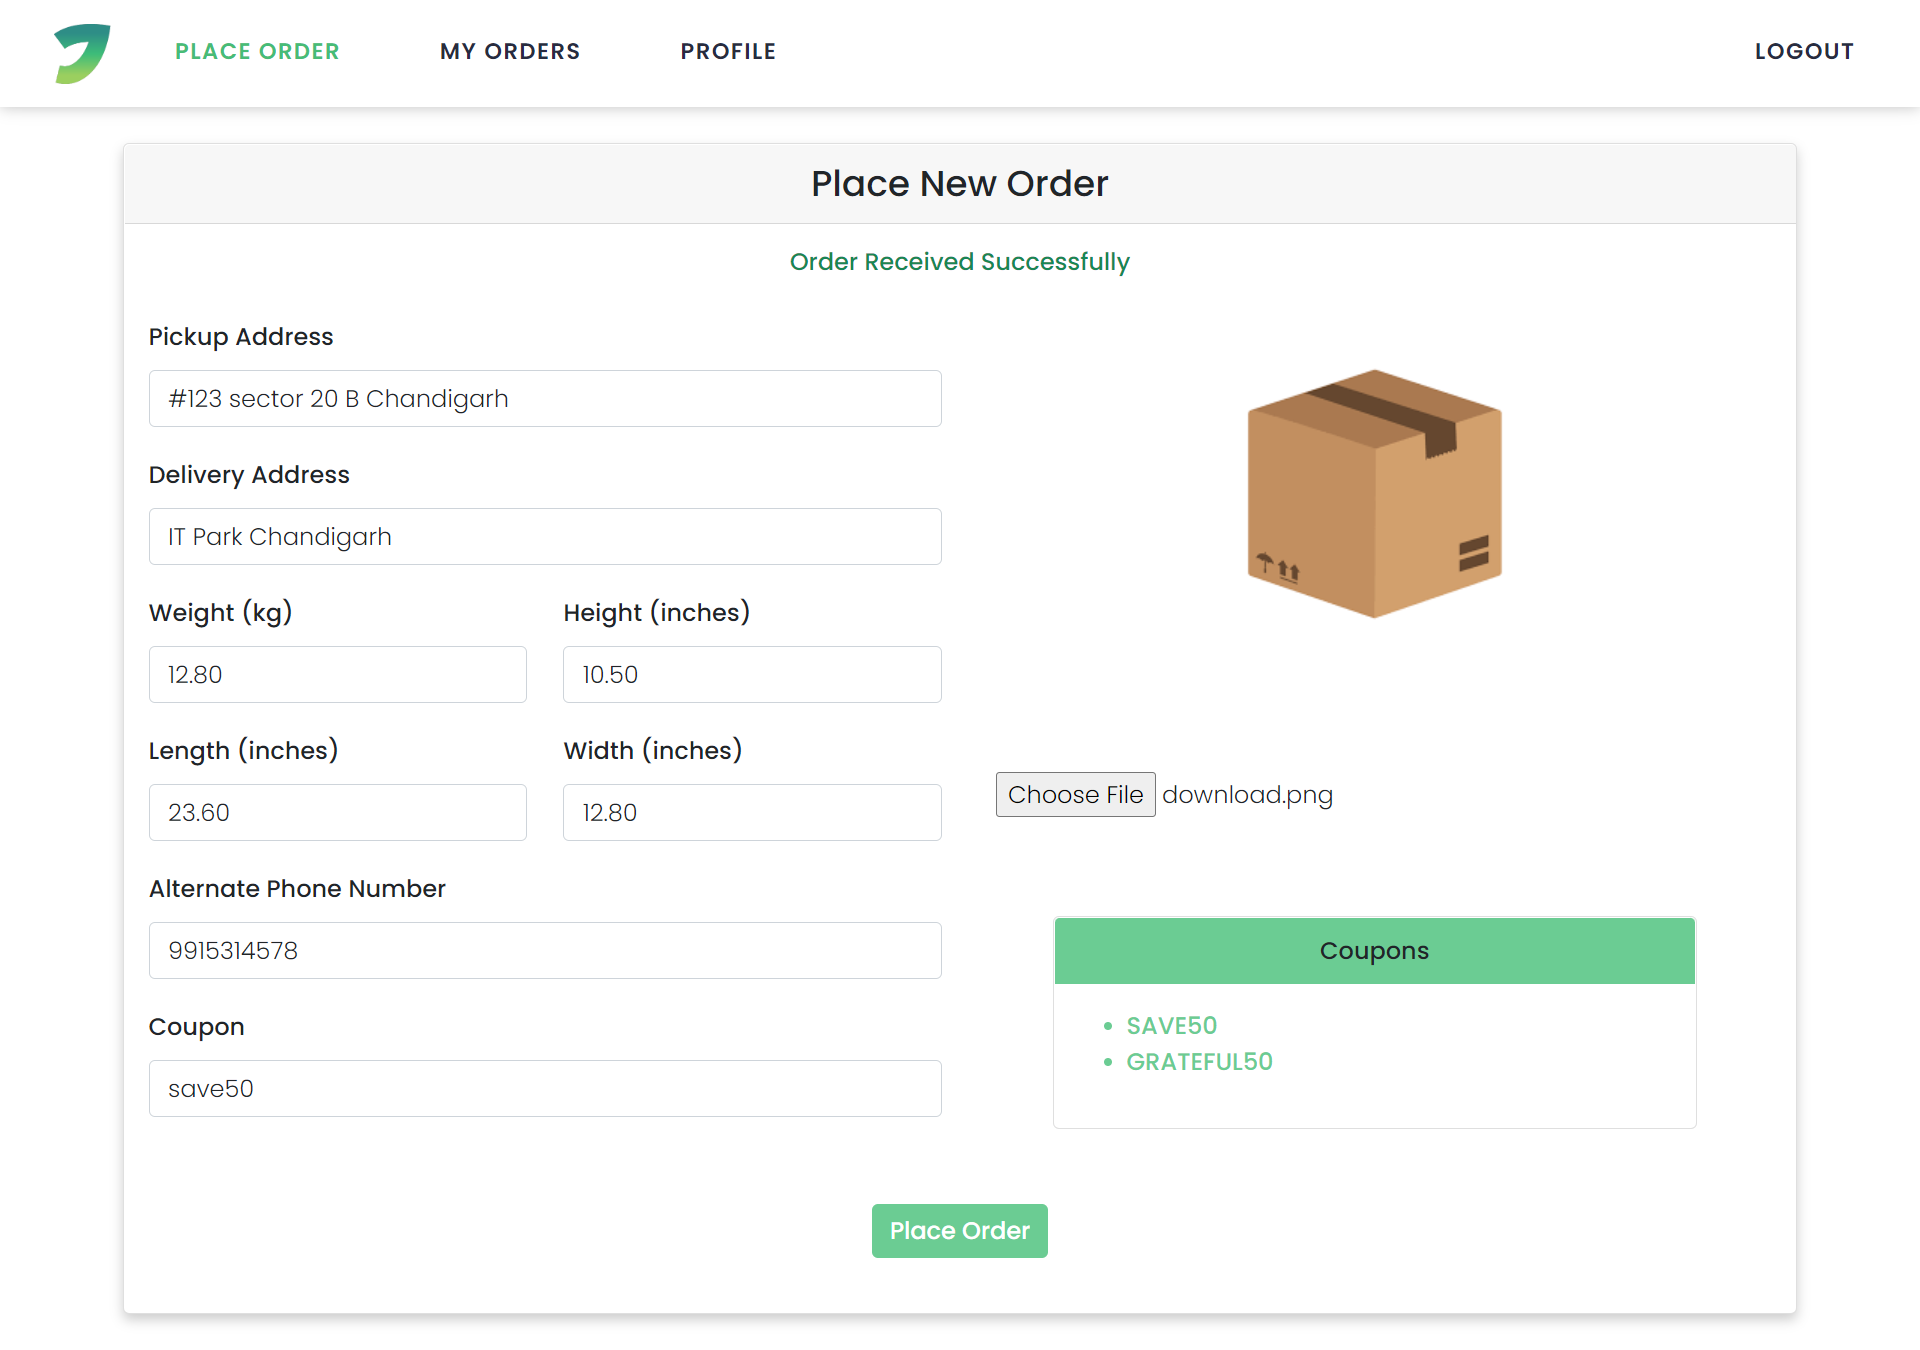 PLACE ORDER
MY ORDERS
PROFILE
LOGOUT
Place New Order
Order Received Successfully
Pickup Address
#123 sector 20 B Chandigarh
Delivery Address
IT Park Chandigarh
Weight (kg)
Height (inches)
12.80
10.50
Length (inches)
Width (inches)
23.60
12.80
Choose File download.png
Alternate Phone Number
9915314578
Coupon
save50
Coupons
SAVE50
GRATEFUL50
Place Order